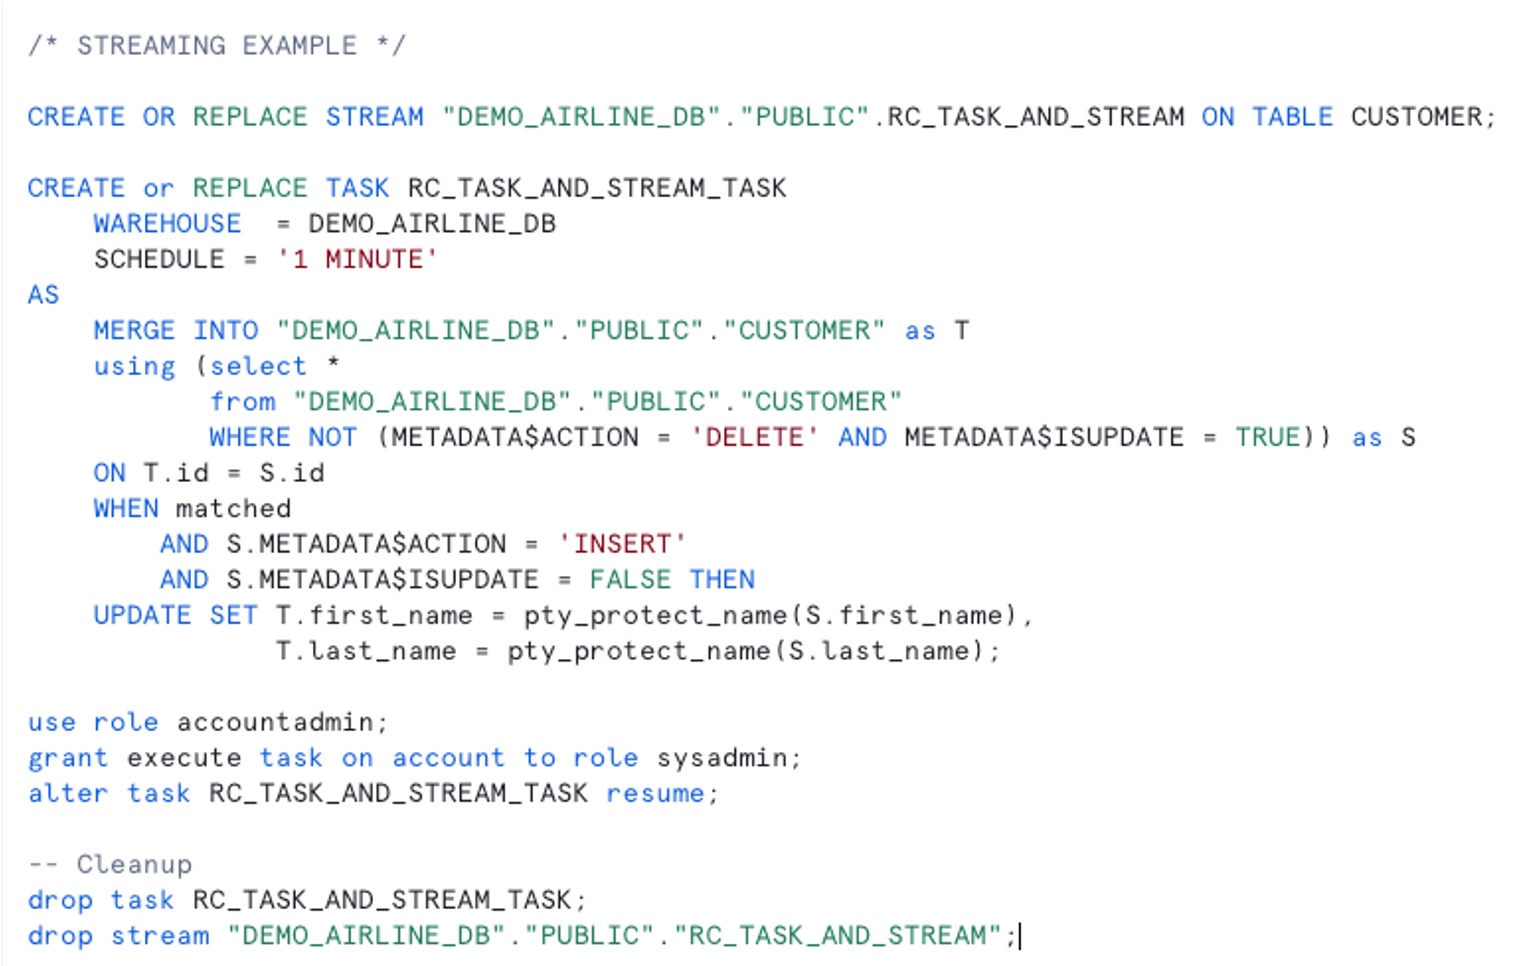 /* STREAMING EXAMPLE */
CREATE OR REPLACE STREAM "DEMO_AIRLINE_DB"."PUBLIC".RC_TASK_AND_STREAM ON TABLE CUSTOMER;
CREATE or REPLACE TASK RC_TASK_AND_STREAM_TASK
    WAREHOUSE  = DEMO_AIRLINE_DB
    SCHEDULE = '1 MINUTE'
AS
    MERGE INTO "DEMO_AIRLINE_DB"."PUBLIC"."CUSTOMER" as T
    using (select *
           from "DEMO_AIRLINE_DB"."PUBLIC"."CUSTOMER"
           WHERE NOT (METADATA$ACTION = 'DELETE' AND METADATA$ISUPDATE = TRUE)) as S
    ON T.id = S.id
    WHEN matched
        AND S.METADATA$ACTION = 'INSERT'
        AND S.METADATA$ISUPDATE = FALSE THEN
    UPDATE SET T.first_name = pty_protect_name(S.first_name),
               T.last_name = pty_protect_name(S.last_name);
use role accountadmin;
grant execute task on account to role sysadmin;
alter task RC_TASK_AND_STREAM_TASK resume;
-- Cleanup
drop task RC_TASK_AND_STREAM_TASK;
drop stream "DEMO_AIRLINE_DB"."PUBLIC"."RC_TASK_AND_STREAM";